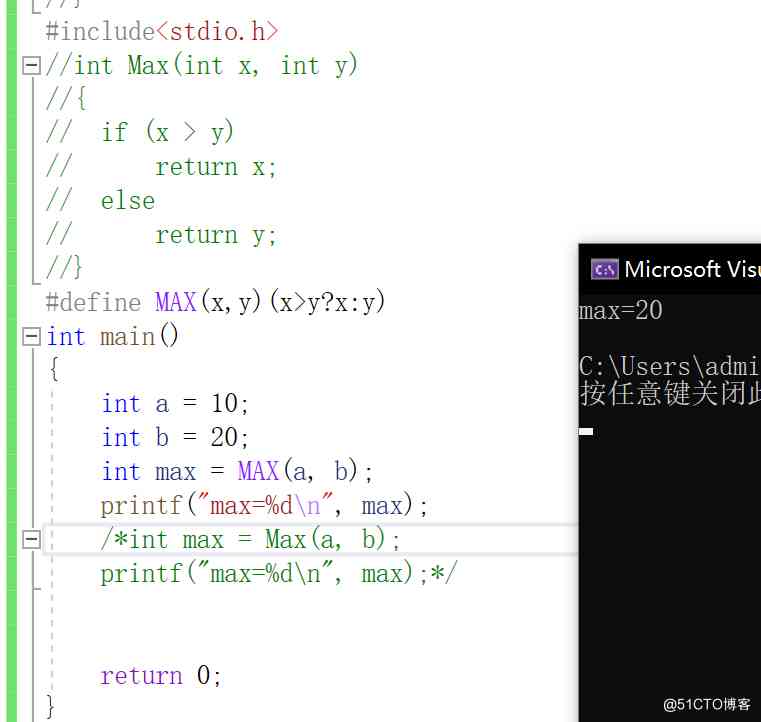 //}
#include<stdio.h>
//int Max(int x, int y)
//{
//  if (x > y)
//      return x;
//  else
//      return y;
//}
#define MAX(x,y)(x>y?x:y)
int main()
{
    int a = 10;
    int b = 20;
    int max = MAX(a, b);
    printf("max=%d\n", max);
    /*int max = Max(a, b);
    printf("max=%d\n", max);*/
    return 0;
}
Microsoft Visu
max=20
C:\Users\admi
按任意键关闭此
@51CTO博客